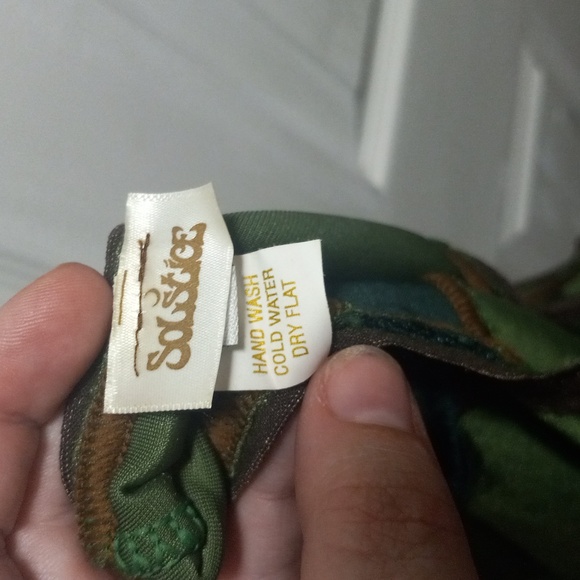 SOLSTICE
HAND WASH
COLD WATER
DRY FLAT